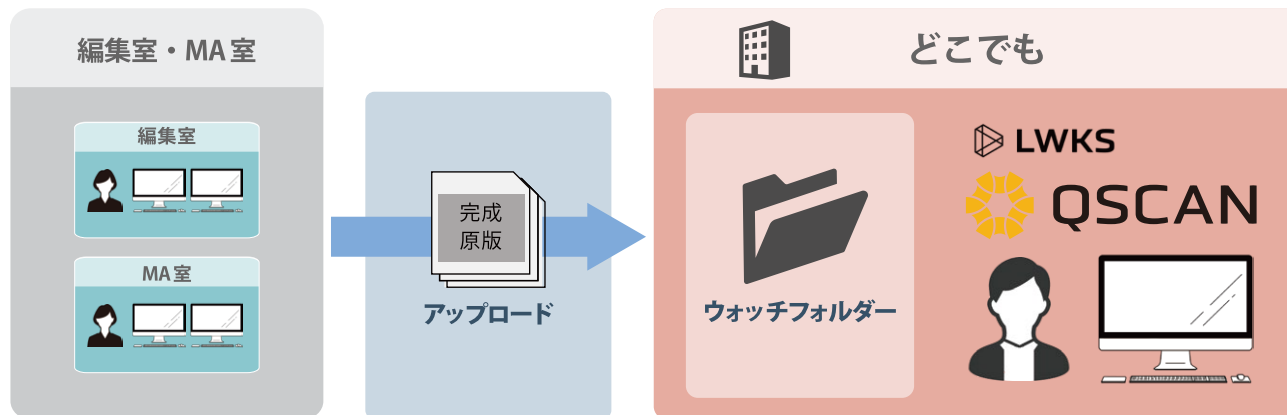 編集室・MA室
編集室
MA室
完成
原版
アップロード
どこでも
ウォッチフォルダー
LWKS
QSCAN